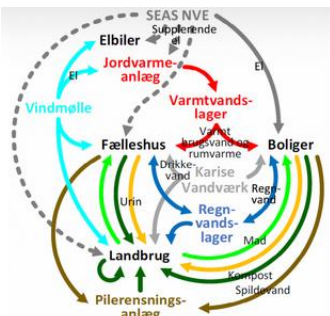 SEAS NVE
Supplerende
el
Elbiler
El
Jordvarme-
anlæg
El
Vindmølle
Varmtvands-
lager
Fælleshus
Varmt
brugsvand og
rumvarme
Boliger
Drikke-
vand
Karise
Vandværk
Regn-
vand
Urin
Regn-
vands-
lager
Mad
Landbrug
Kompost
Spildevand
Pilerensnings-
anlæg